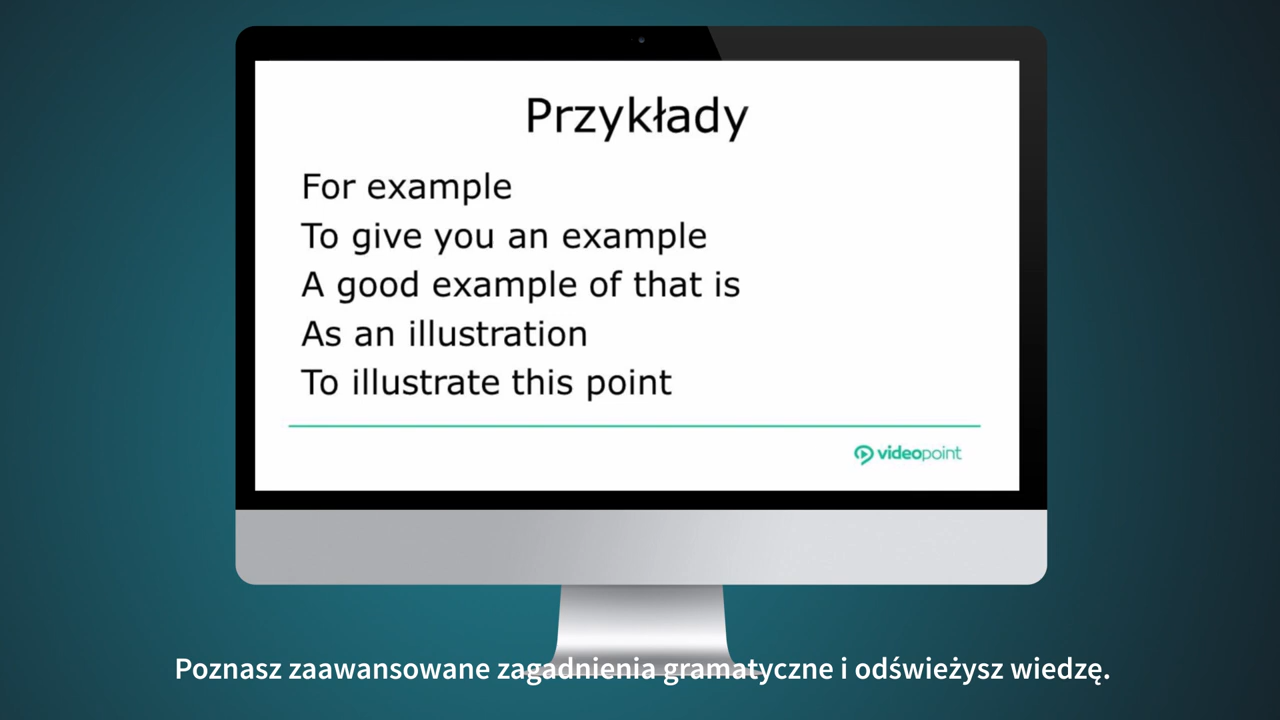 Przykłady
For example
To give you an example
A good example of that is
As an illustration
To illustrate this point
videopoint
Poznasz zaawansowane zagadnienia gramatyczne i odświeżysz wiedzę.